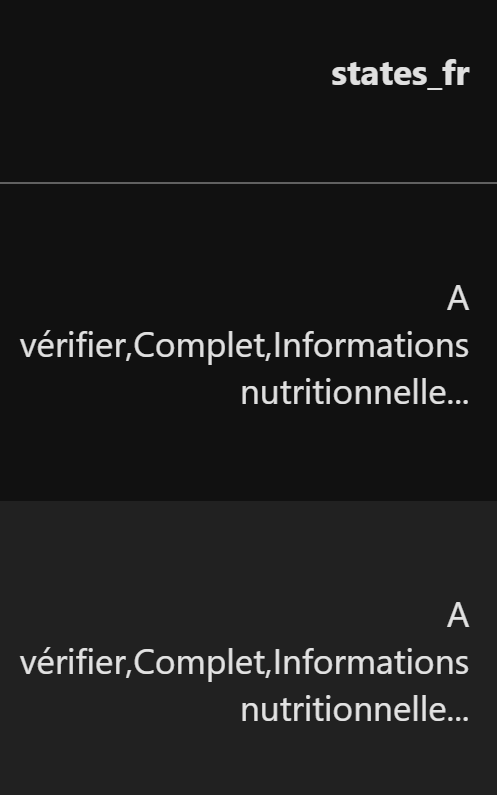 states_fr
A
vérifier,Complet,Informations
nutritionnelle...
A
vérifier,Complet,Informations
nutritionnelle...